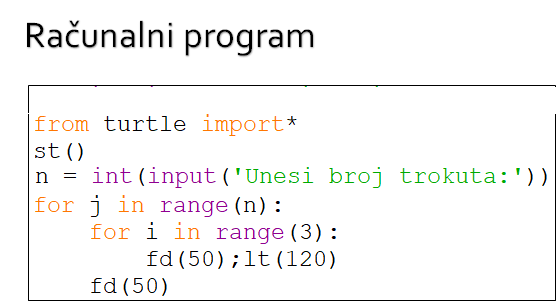 Računalni program
from turtle import*
st()
n = int(input('Unesi broj trokuta:'))
for j in range(n):
    for i in range(3):
        fd(50);lt(120)
    fd(50)